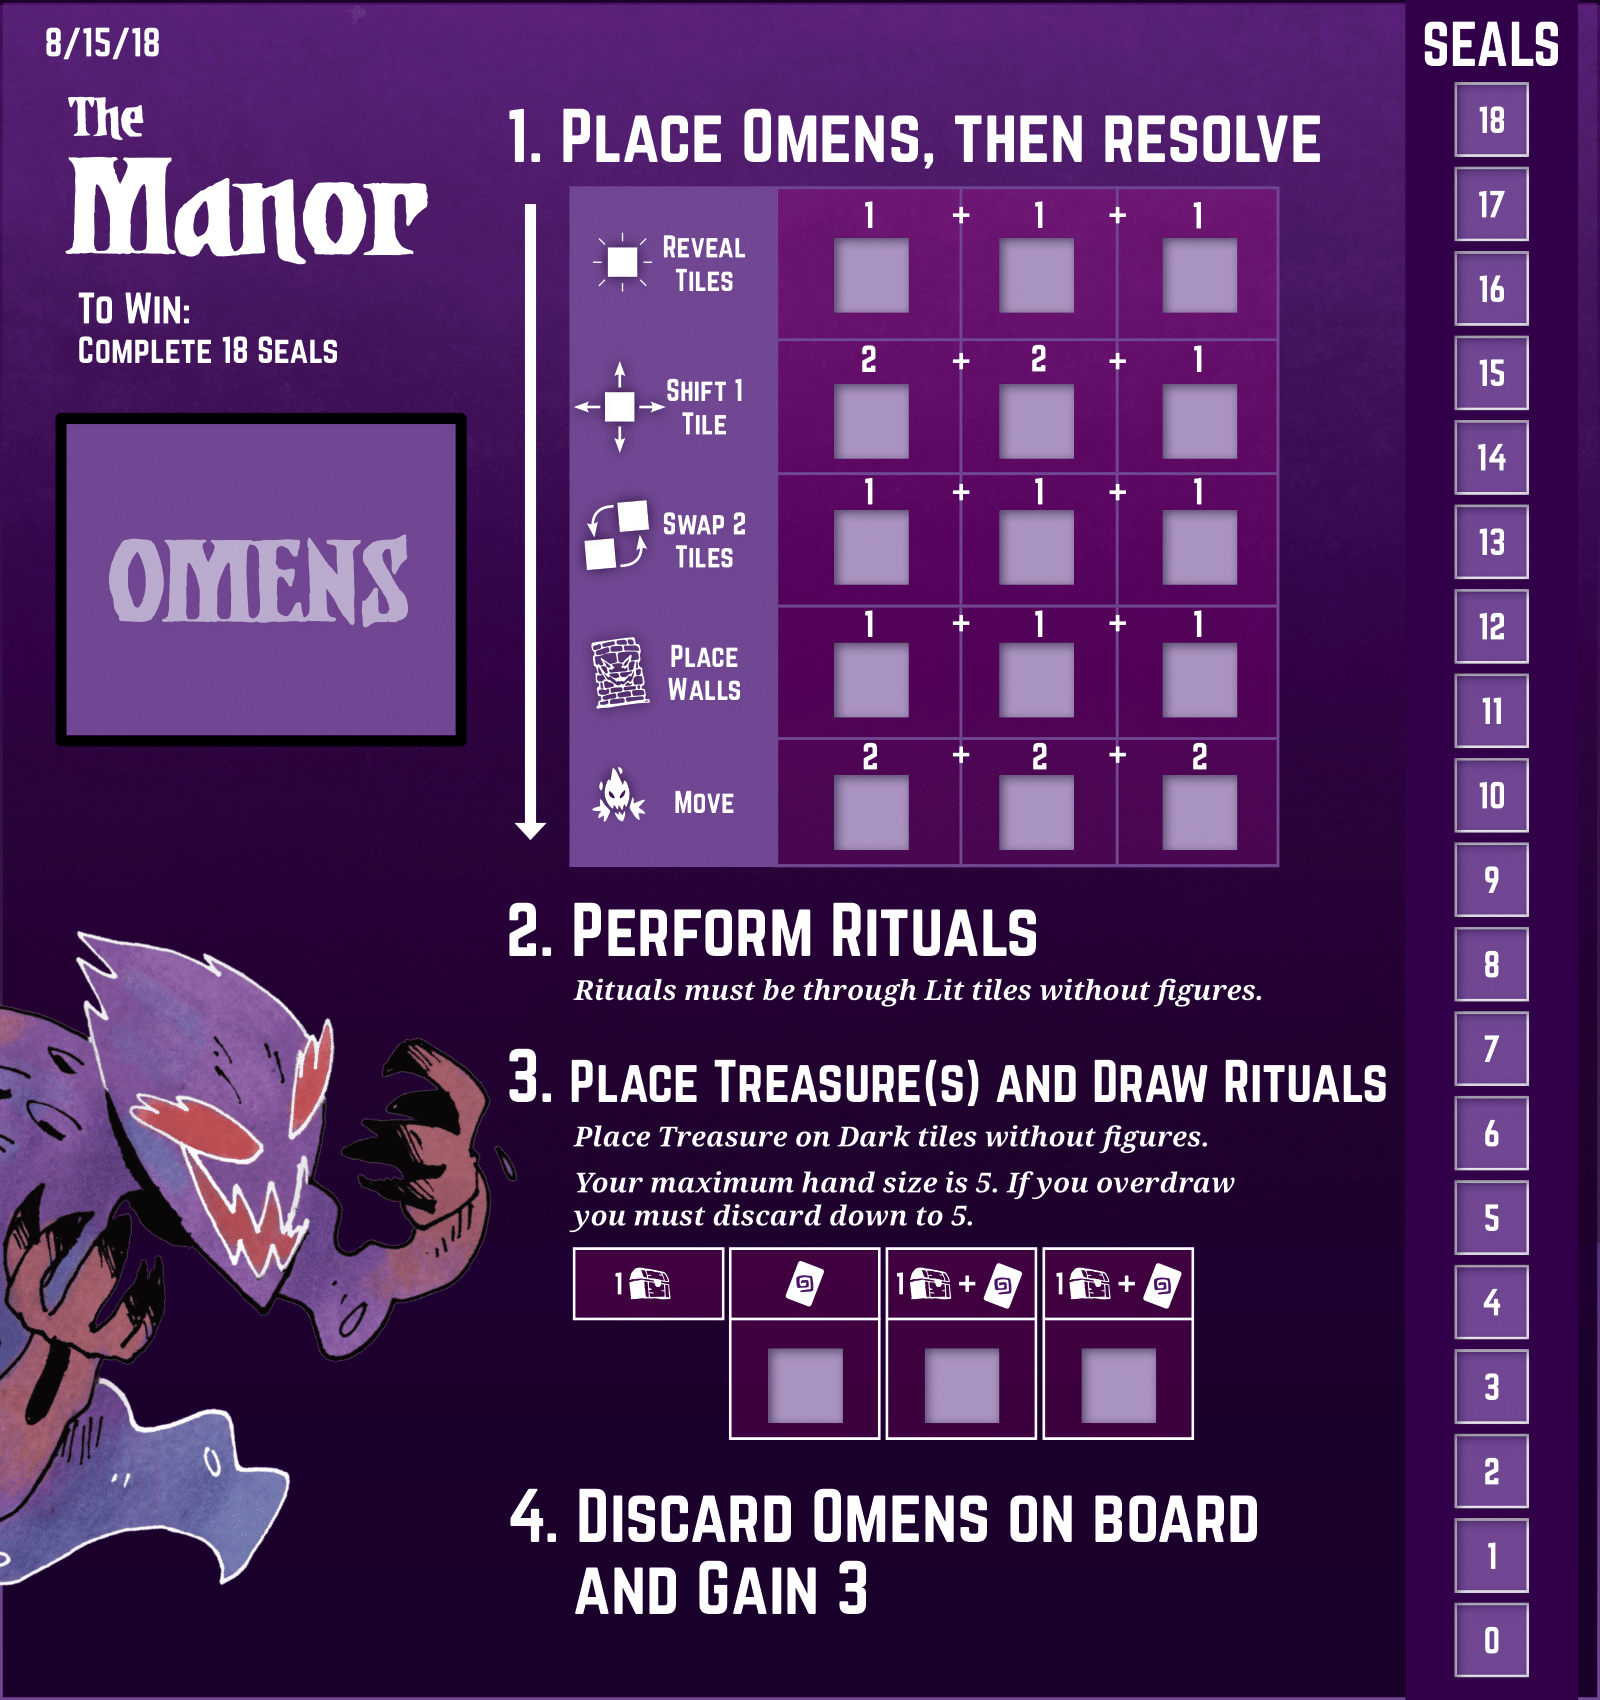 8/15/18
The
Manor
To Win:
Complete 18 Seals
OMENS
1. Place Omens, then resolve
Reveal
Tiles
1 + 1 + 1
Shift 1
Tile
2 + 2 + 1
Swap 2
Tiles
1 + 1 + 1
Place
Walls
1 + 1 + 1
Move
2 + 2 + 2
2. Perform Rituals
Rituals must be through Lit tiles without figures.
3. Place Treasure(s) and Draw Rituals
Place Treasure on Dark tiles without figures.
Your maximum hand size is 5. If you overdraw
you must discard down to 5.
1
1 +
1 +
4. Discard Omens on board
and Gain 3
SEALS
18
17
16
15
14
13
12
11
10
9
8
7
6
5
4
3
2
1
0